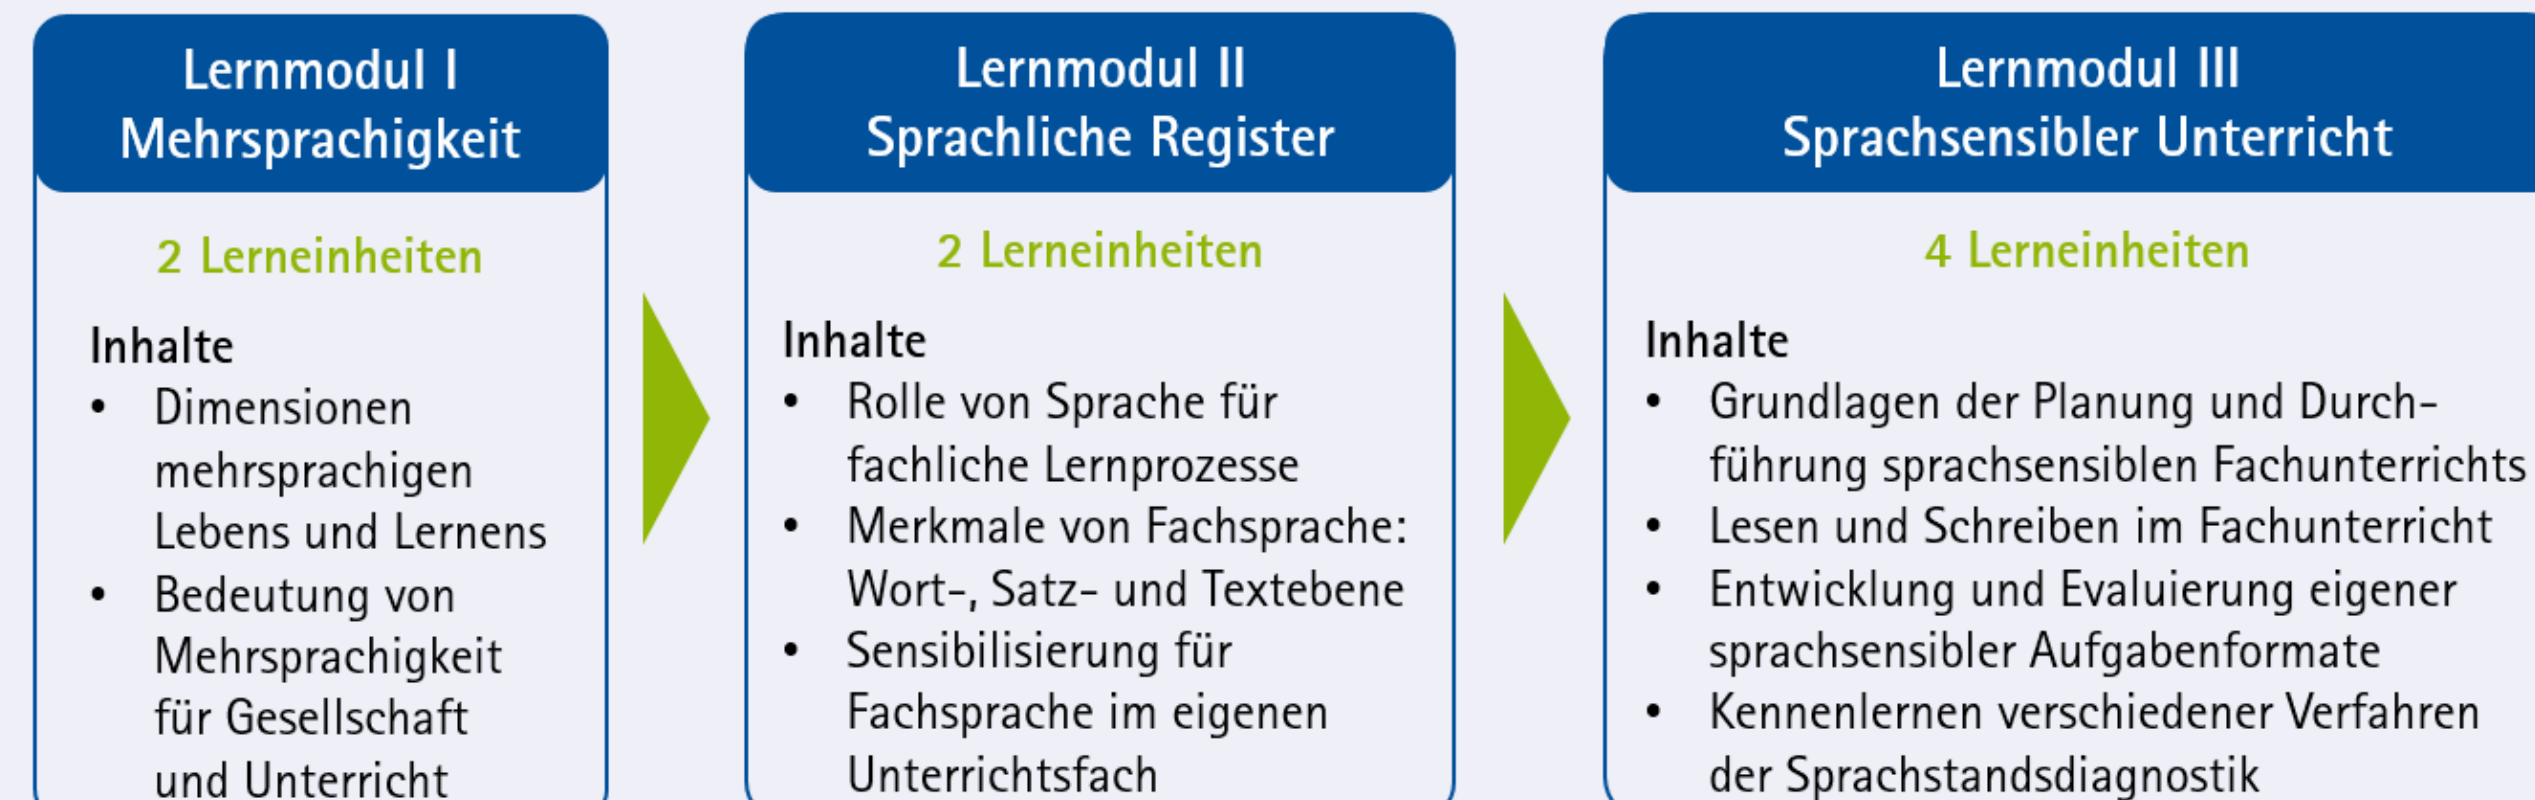 Lernmodul I
Mehrsprachigkeit
2 Lerneinheiten
Inhalte
• Dimensionen
mehrsprachigen
Lebens und Lernens
• Bedeutung von
Mehrsprachigkeit
für Gesellschaft
und Unterricht
Lernmodul II
Sprachliche Register
2 Lerneinheiten
Inhalte
• Rolle von Sprache für
fachliche Lernprozesse
• Merkmale von Fachsprache:
Wort-, Satz- und Textebene
• Sensibilisierung für
Fachsprache im eigenen
Unterrichtsfach
Lernmodul III
Sprachsensibler Unterricht
4 Lerneinheiten
Inhalte
• Grundlagen der Planung und Durch-
führung sprachsensiblen Fachunterrichts
• Lesen und Schreiben im Fachunterricht
• Entwicklung und Evaluierung eigener
sprachsensibler Aufgabenformate
• Kennenlernen verschiedener Verfahren
der Sprachstandsdiagnostik